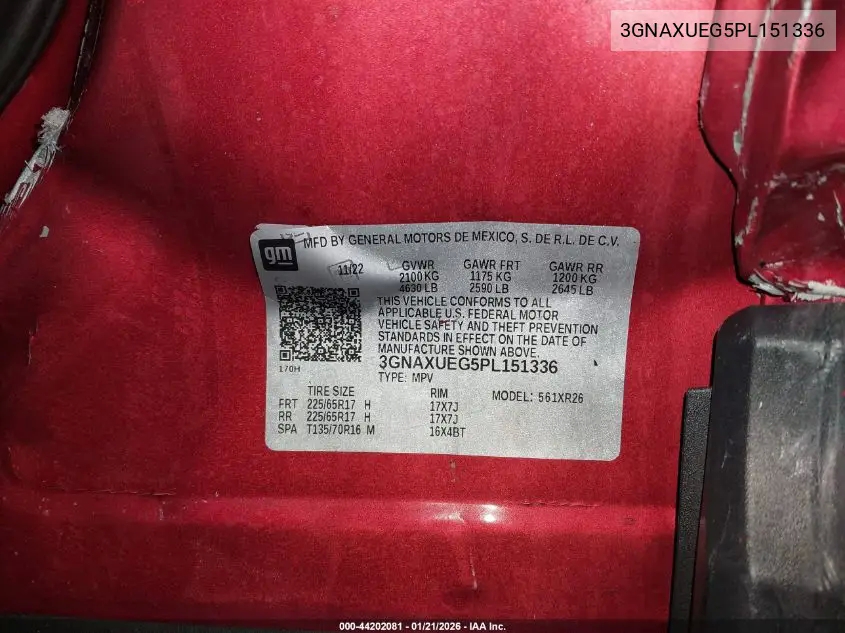 3GNAXUEG5PL151336
MFD BY GENERAL MOTORS DE MEXICO, S. DE R.L. DE C.V.
gm
11/22 GVWR GAWR FRT GAWR RR
2100 KG 1175 KG 1200 KG
4630 LB 2590 LB 2645 LB
THIS VEHICLE CONFORMS TO ALL
APPLICABLE U.S. FEDERAL MOTOR
VEHICLE SAFETY AND THEFT PREVENTION
STANDARDS IN EFFECT ON THE DATE OF
MANUFACTURE SHOWN ABOVE.
170H
3GNAXUEG5PL151336
TYPE: MPV
TIRE SIZE RIM MODEL: 561XR26
FRT 225/65R17 H 17X7J
RR 225/65R17 H 17X7J
SPA T135/70R16 M 16X4BT
000-44202081 - 01/21/2026 - IAA Inc.